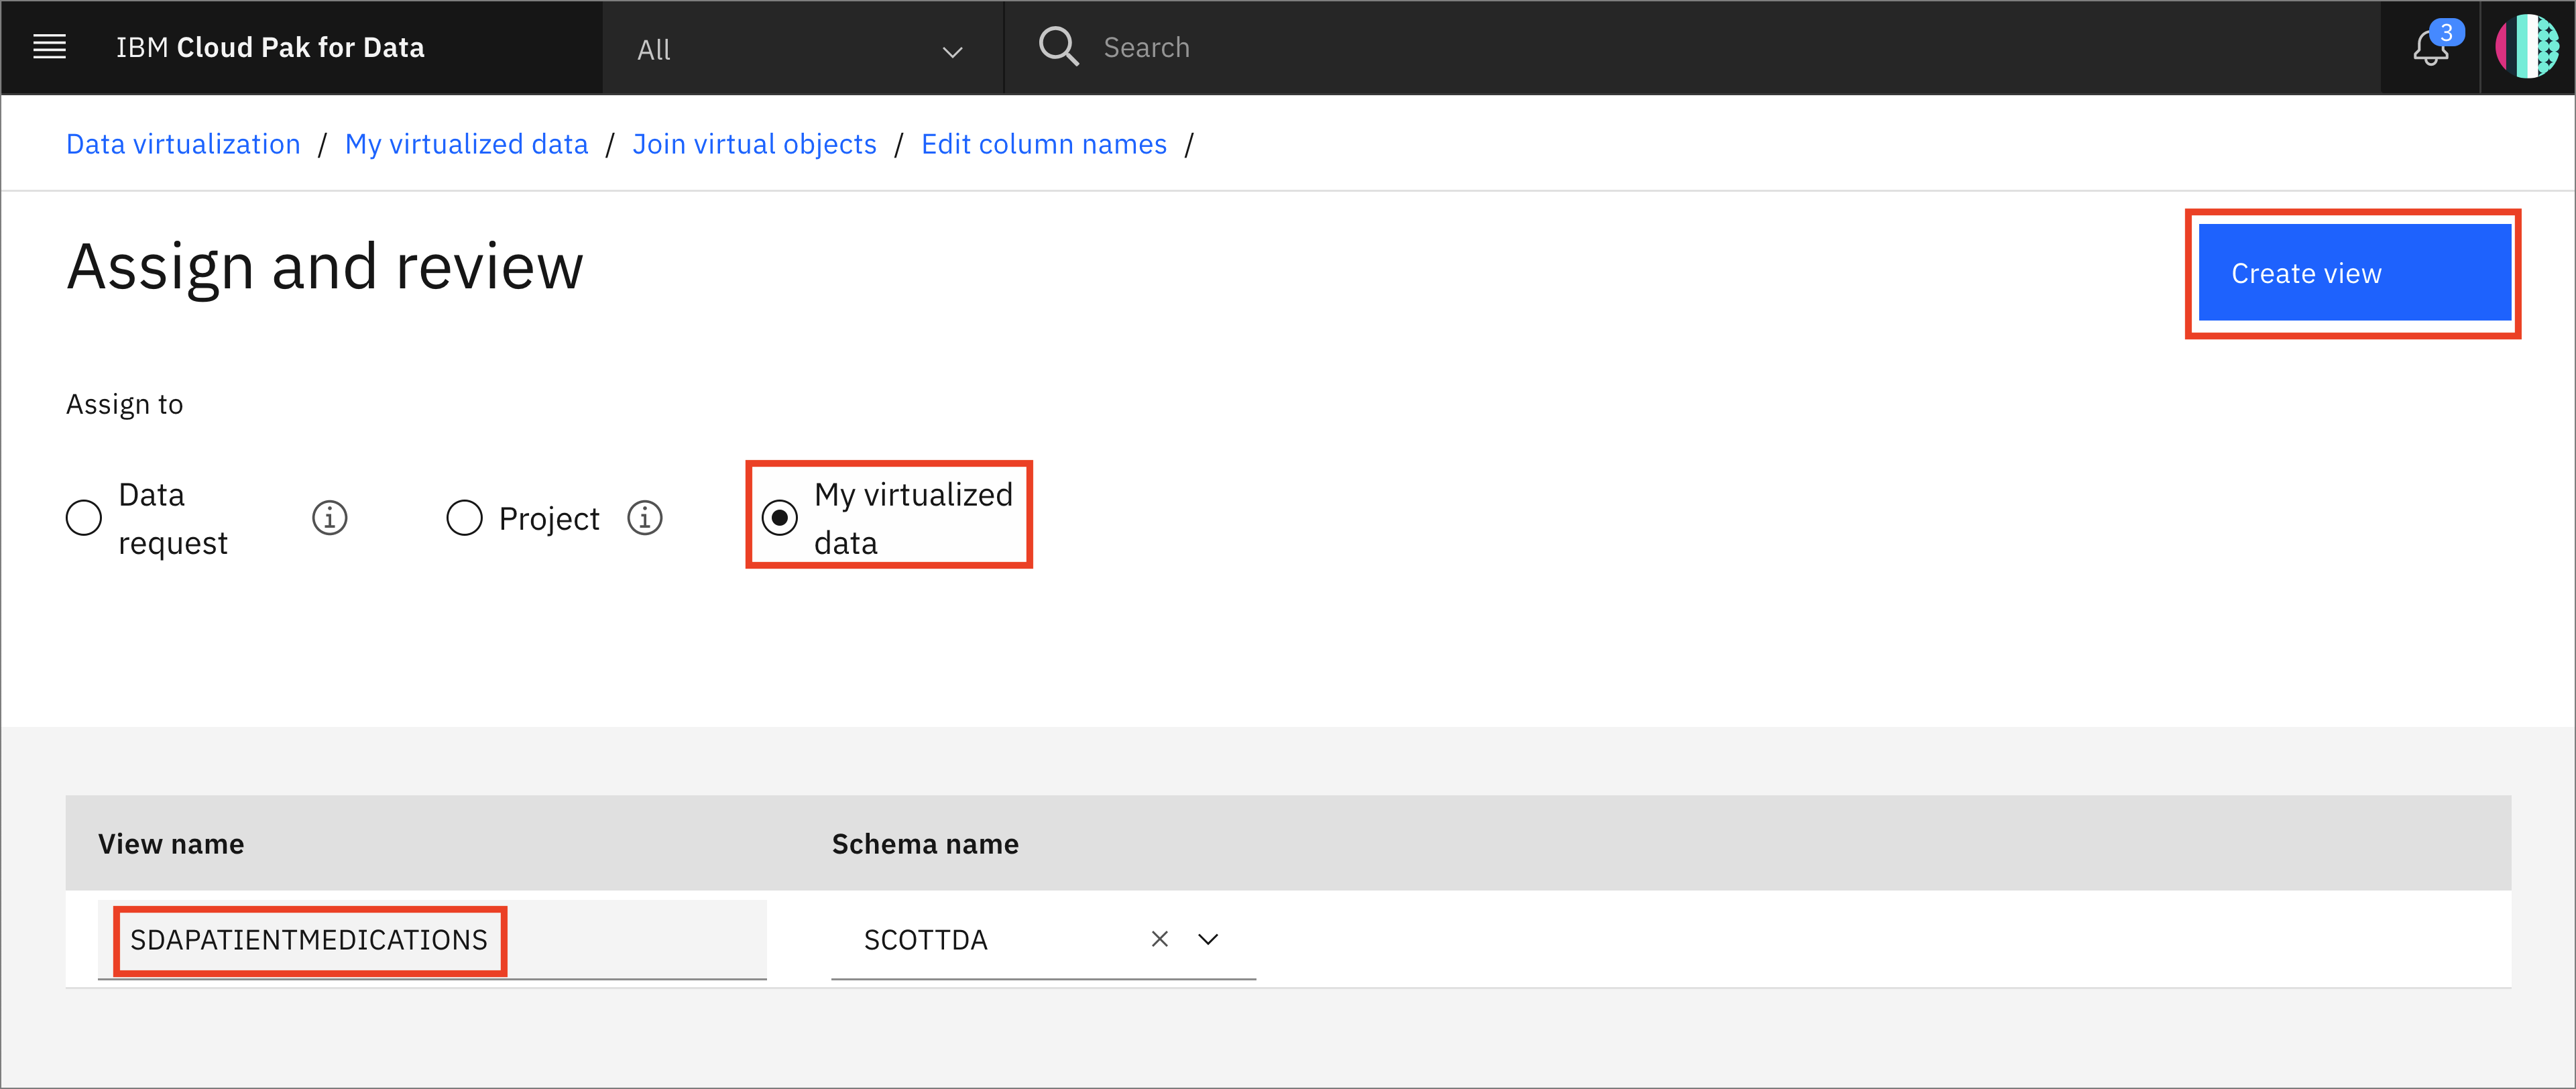 IBM Cloud Pak for Data
All
Search
3
Data virtualization / My virtualized data / Join virtual objects / Edit column names /
Assign and review
Create view
Assign to
Data
request
Project
My virtualized
data
View name
Schema name
SDAPATIENTMEDICATIONS
SCOTTDA